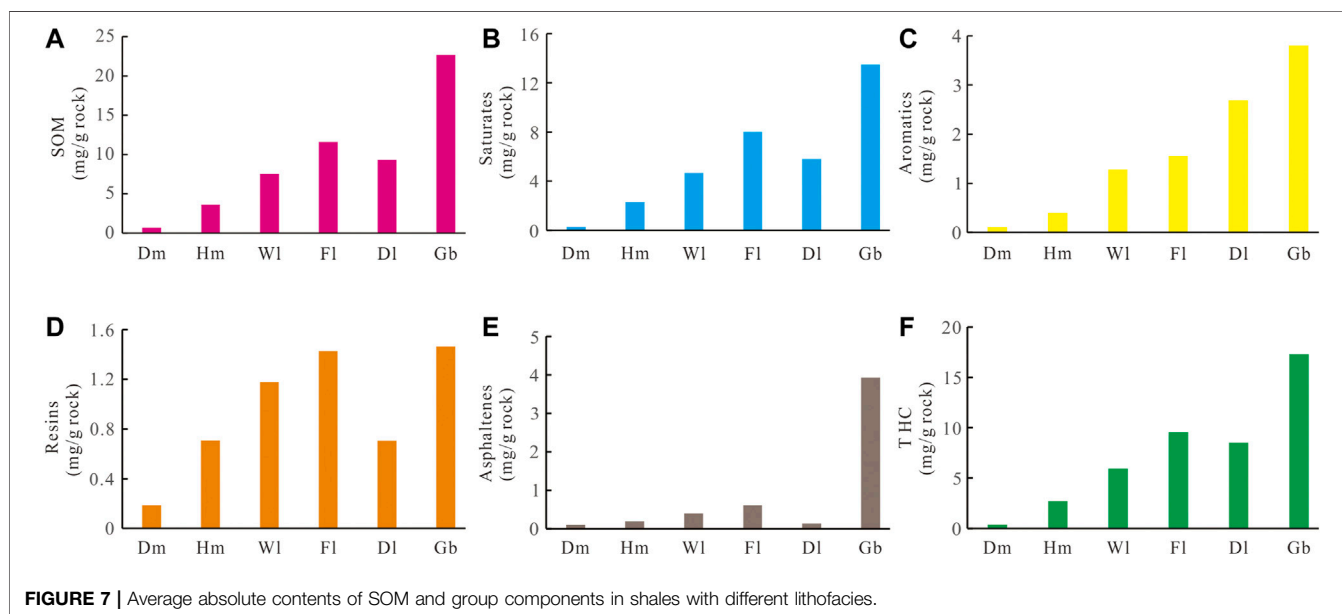 A
SOM
(mg/g rock)
25
20
15
10
5
0
Dm Hm Wl Fl Dl Gb
B
Saturates
(mg/g rock)
16
12
8
4
0
Dm Hm Wl Fl Dl Gb
C
Aromatics
(mg/g rock)
4
3
2
1
0
Dm Hm Wl Fl Dl Gb
D
Resins
(mg/g rock)
1.6
1.2
0.8
0.4
0
Dm Hm Wl Fl Dl Gb
E
Asphaltenes
(mg/g rock)
5
4
3
2
1
0
Dm Hm Wl Fl Dl Gb
F
THC
(mg/g rock)
20
15
10
5
0
Dm Hm Wl Fl Dl Gb
FIGURE 7 | Average absolute contents of SOM and group components in shales with different lithofacies.